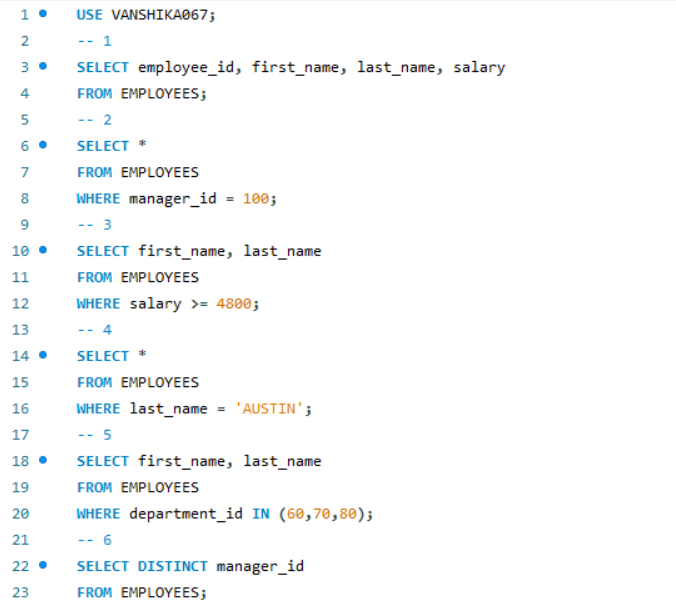 1 USE VANSHIKA067;
2 -- 1
3 SELECT employee_id, first_name, last_name, salary
4 FROM EMPLOYEES;
5 -- 2
6 SELECT *
7 FROM EMPLOYEES
8 WHERE manager_id = 100;
9 -- 3
10 SELECT first_name, last_name
11 FROM EMPLOYEES
12 WHERE salary >= 4800;
13 -- 4
14 SELECT *
15 FROM EMPLOYEES
16 WHERE last_name = 'AUSTIN';
17 -- 5
18 SELECT first_name, last_name
19 FROM EMPLOYEES
20 WHERE department_id IN (60,70,80);
21 -- 6
22 SELECT DISTINCT manager_id
23 FROM EMPLOYEES;